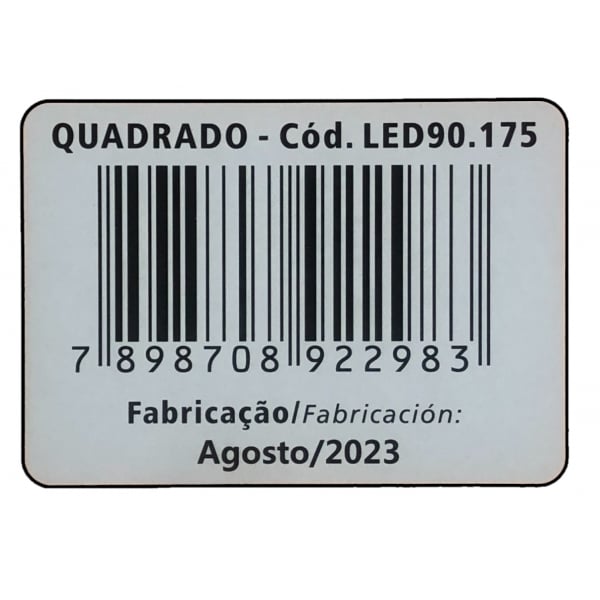 QUADRADO - Cód. LED90.175
7 898708 922983
Fabricação/Fabricación:
Agosto/2023